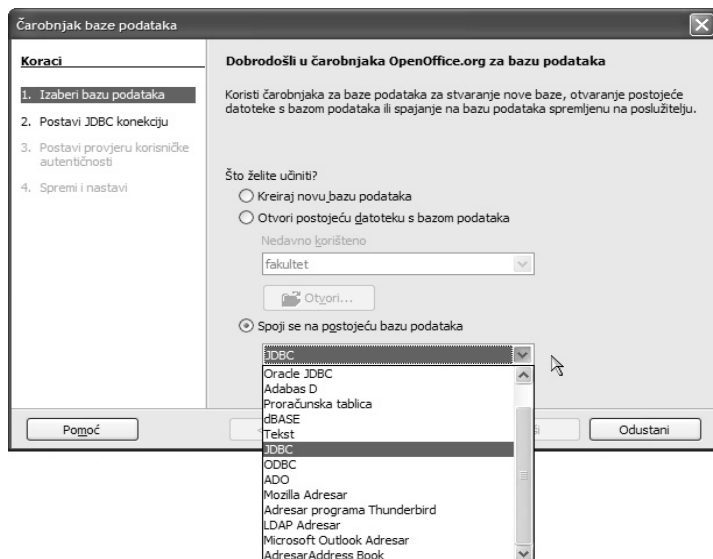 Čarobnjak baze podataka
Koraci
1. Izaberi bazu podataka
2. Postavi JDBC konekciju
3. Postavi provjeru korisničke
autentičnosti
4. Spremi i nastavi
Dobrodošli u čarobnjaka OpenOffice.org za bazu podataka
Koristi čarobnjaka za baze podataka za stvaranje nove baze, otvaranje postojeće
datoteke s bazom podataka ili spajanje na bazu podataka spremljenu na poslužitelju.
Što želite učiniti?
Kreiraj novu bazu podataka
Otvori postojeću datoteku s bazom podataka
Nedavno korišteno
fakultet
Otvori...
Spoji se na postojeću bazu podataka
JDBC
Oracle JDBC
Adabas D
Proračunska tablica
dBASE
Tekst
JDBC
ODBC
ADO
Mozilla Adresar
Adresar programa Thunderbird
LDAP Adresar
Microsoft Outlook Adresar
AdresarAddress Book
Pomoć
Odustani